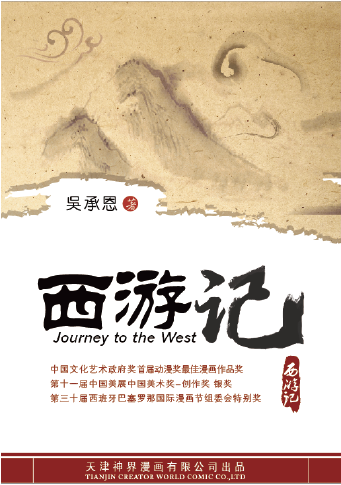 吳承恩 著
西游记
Journey to the West
中国文化艺术政府奖首届动漫奖最佳漫画作品奖
第十一届中国美展中国美术奖-创作奖 银奖
第三十届西班牙巴塞罗那国际漫画节组委会特别奖
西游记
天津神界漫画有限公司出品
TIANJIN CREATOR WORLD COMIC CO.,LTD